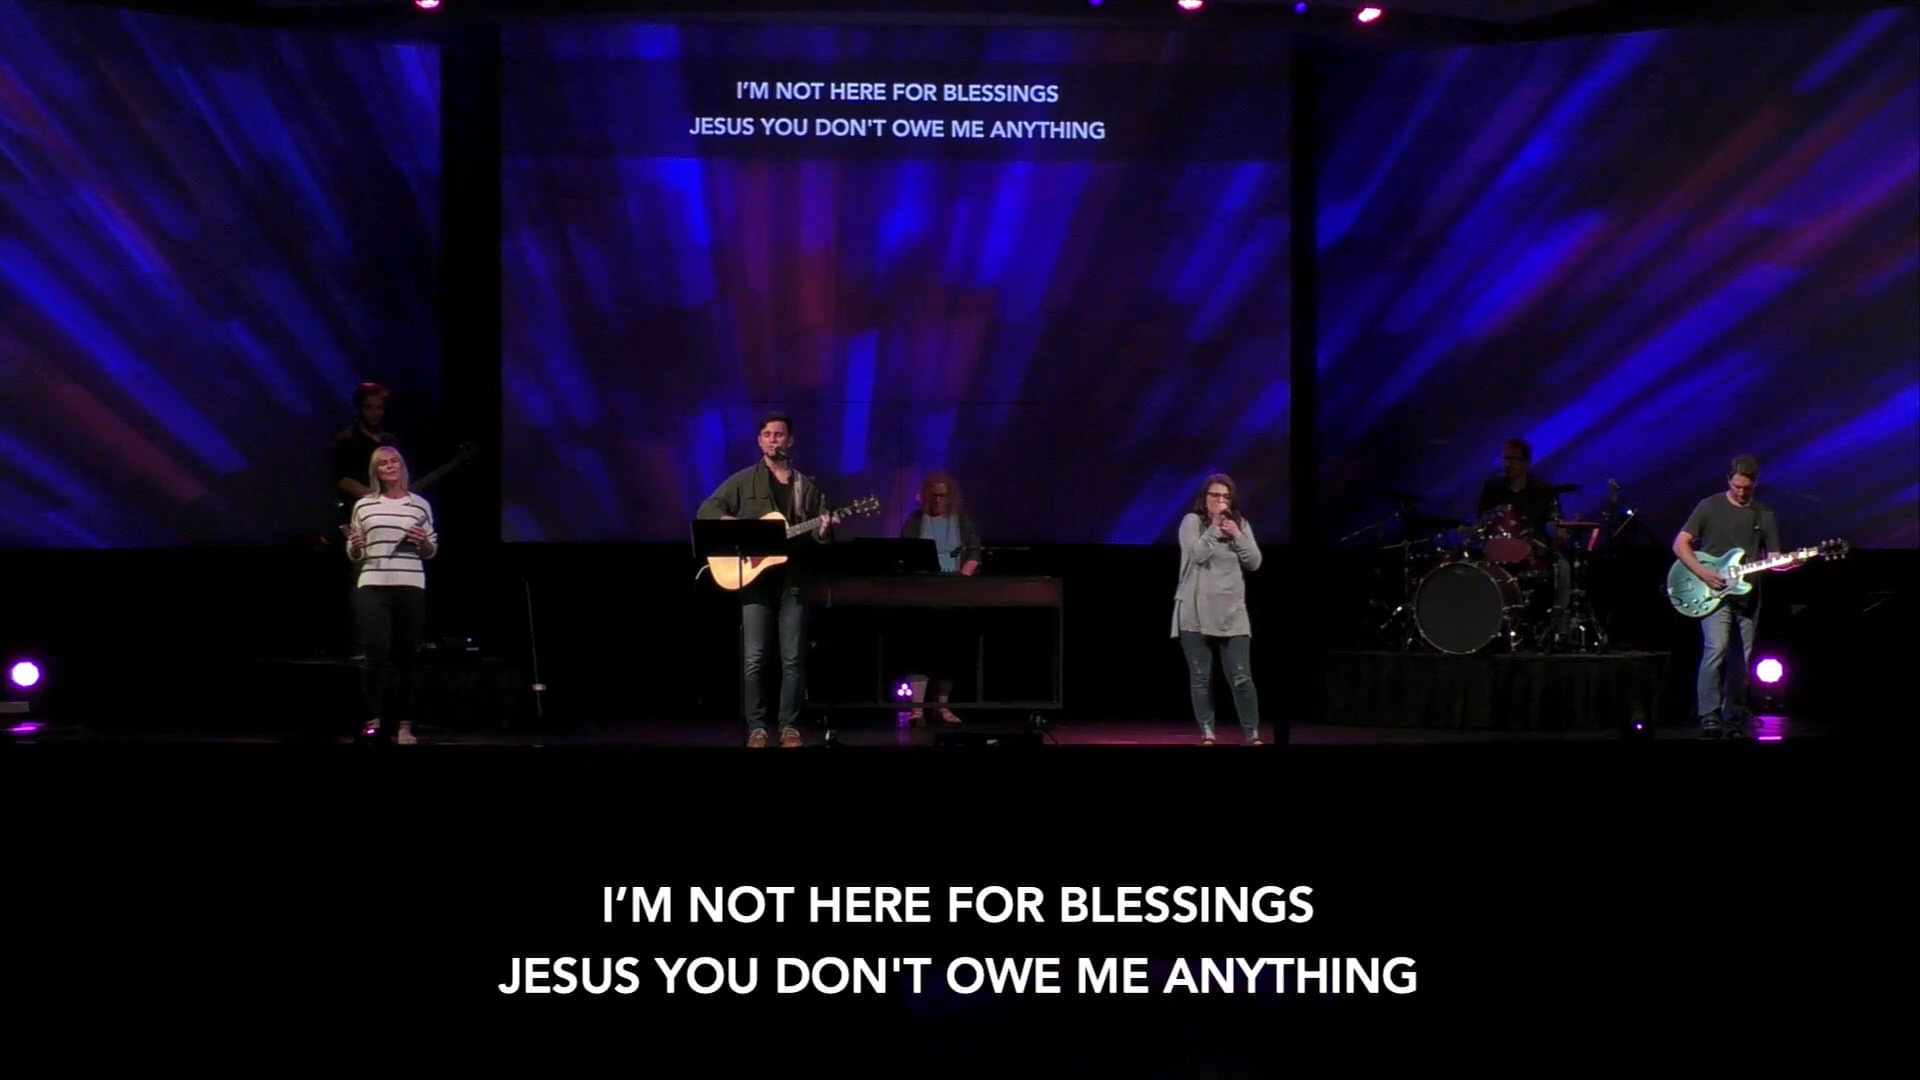 I'M NOT HERE FOR BLESSINGS
JESUS YOU DON'T OWE ME ANYTHING
I’M NOT HERE FOR BLESSINGS
JESUS YOU DON'T OWE ME ANYTHING